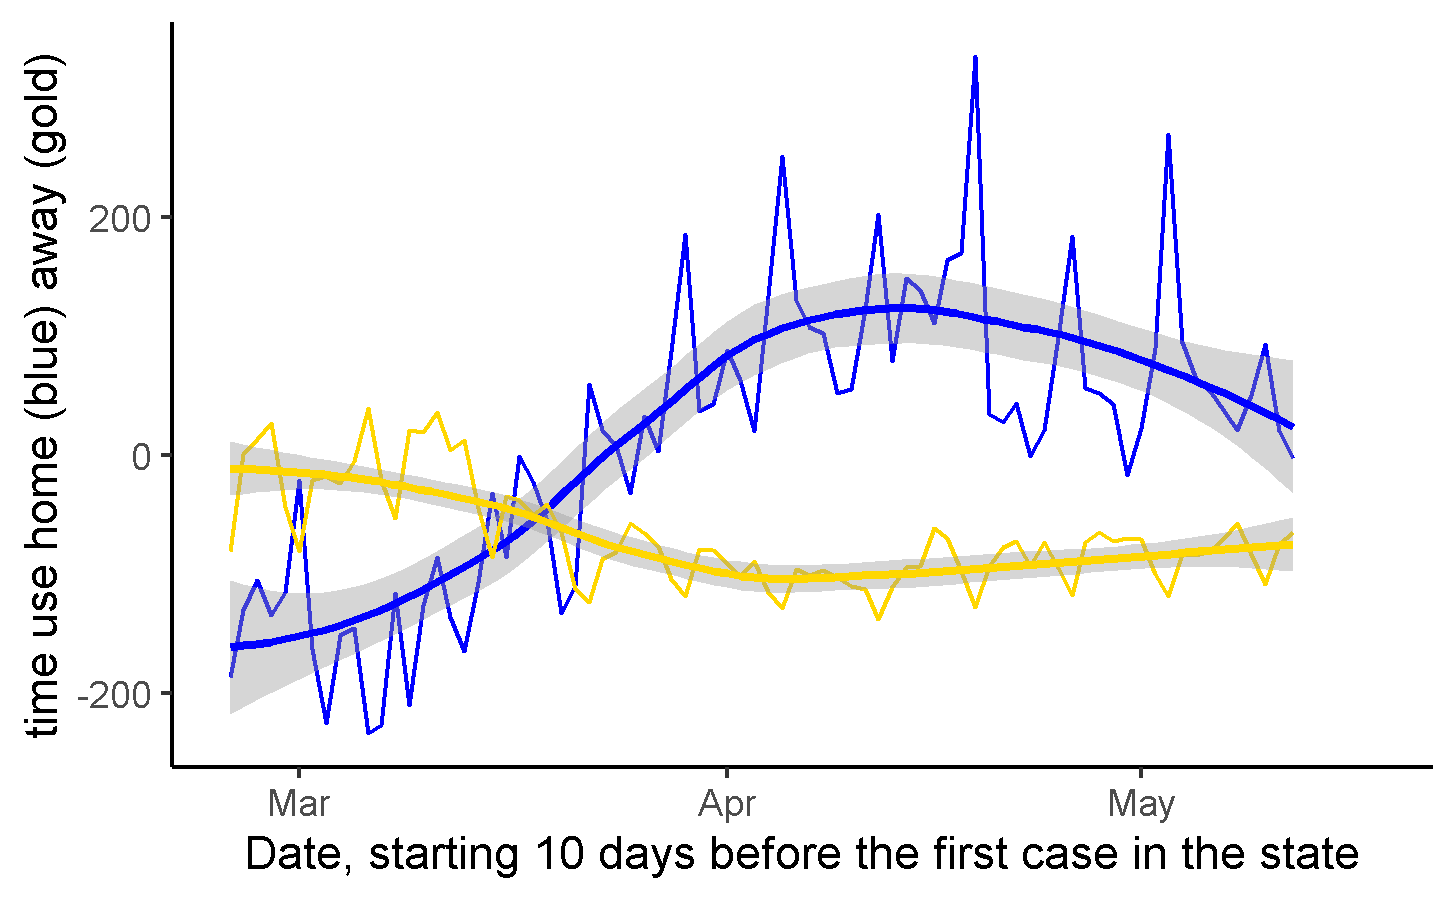 time use home (blue) away (gold)
200
0
-200
Mar
Apr
May
Date, starting 10 days before the first case in the state